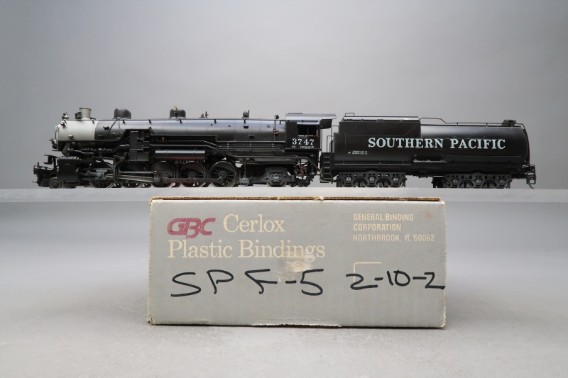 3747
SOUTHERN PACIFIC
GBC Cerlox
Plastic Bindings
GENERAL BINDING
CORPORATION
NORTHBROOK, IL 60062
SP F-5 2-10-2